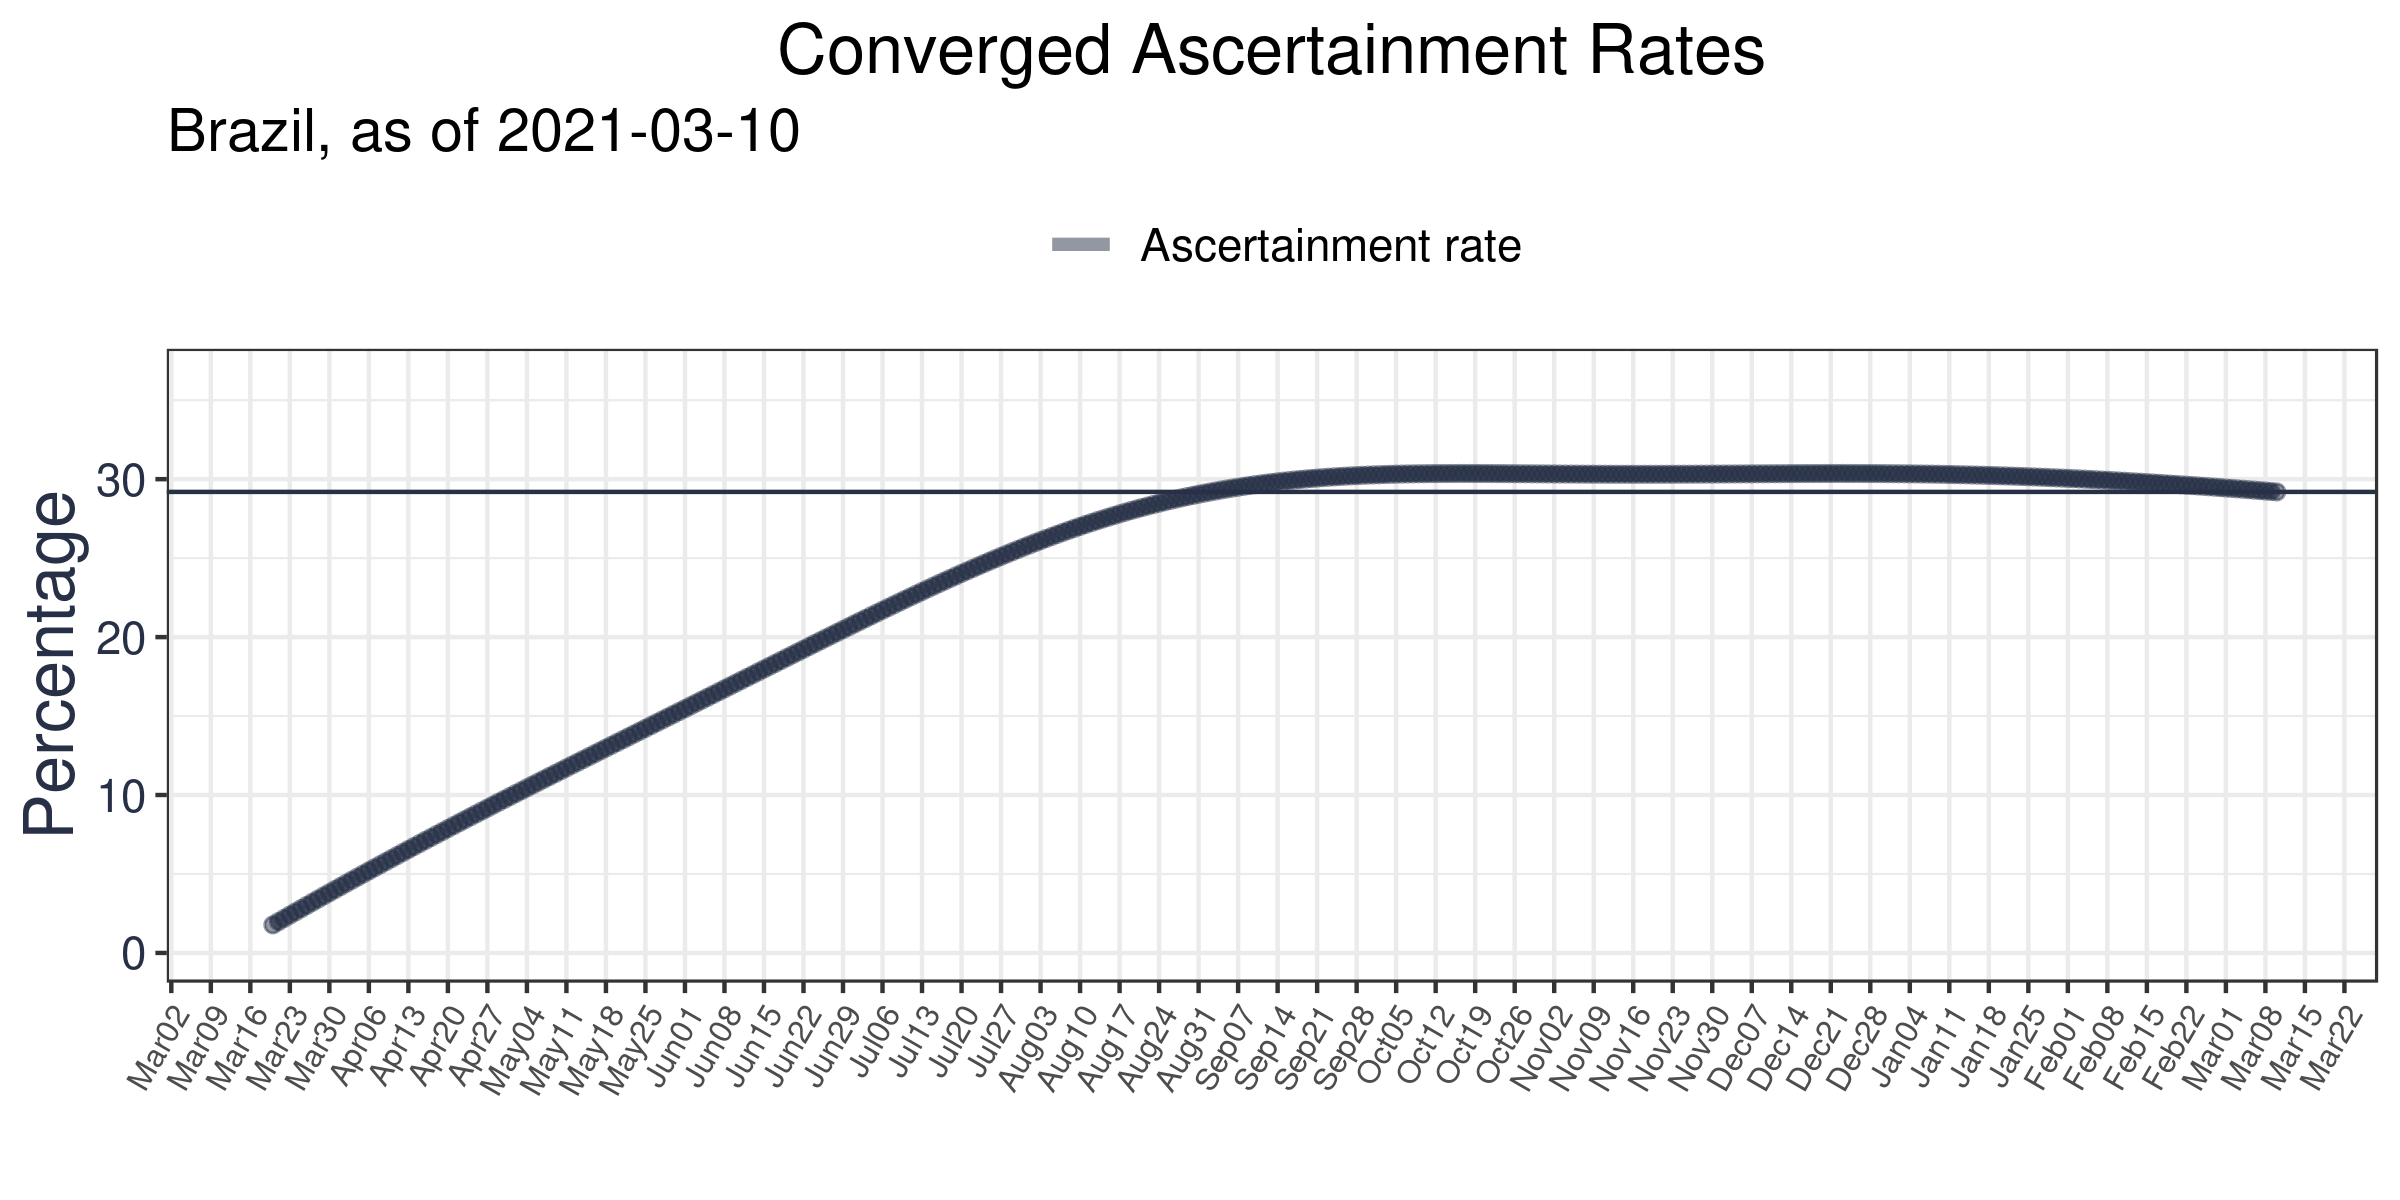 Converged Ascertainment Rates
Brazil, as of 2021-03-10
Ascertainment rate
Percentage
30
20
10
0
Mar02
Mar09
Mar16
Mar23
Mar30
Apr06
Apr13
Apr20
Apr27
May04
May11
May18
May25
Jun01
Jun08
Jun15
Jun22
Jun29
Jul06
Jul13
Jul20
Jul27
Aug03
Aug10
Aug17
Aug24
Aug31
Sep07
Sep14
Sep21
Sep28
Oct05
Oct12
Oct19
Oct26
Nov02
Nov09
Nov16
Nov23
Nov30
Dec07
Dec14
Dec21
Dec28
Jan04
Jan11
Jan18
Jan25
Feb01
Feb08
Feb15
Feb22
Mar01
Mar08
Mar15
Mar22